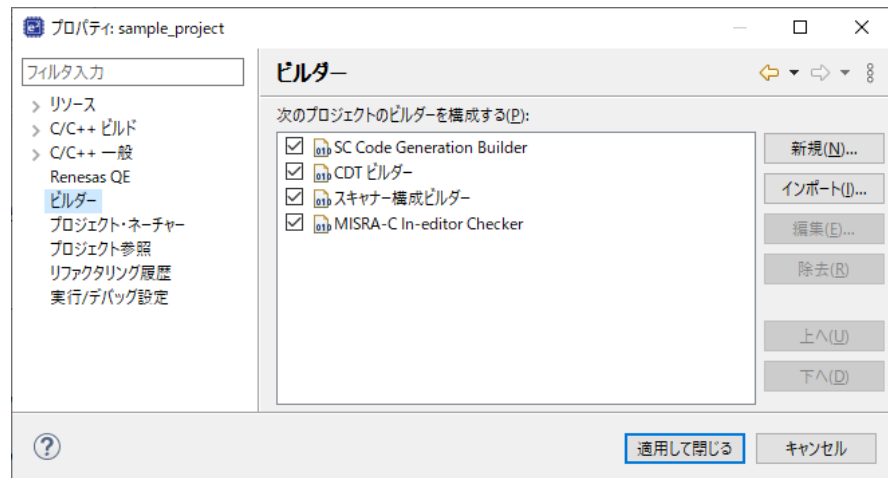 プロパティ: sample_project
フィルタ入力
リソース
C/C++ ビルド
C/C++ 一般
Renesas QE
ビルダー
プロジェクト・ネーチャー
プロジェクト参照
リファクタリング履歴
実行/デバッグ設定
ビルダー
次のプロジェクトのビルダーを構成する(P):
SC Code Generation Builder
CDT ビルダー
スキャナー構成ビルダー
MISRA-C In-editor Checker
新規(N)...
インポート(I)...
編集(E)...
除去(R)
上へ(U)
下へ(D)
適用して閉じる
キャンセル